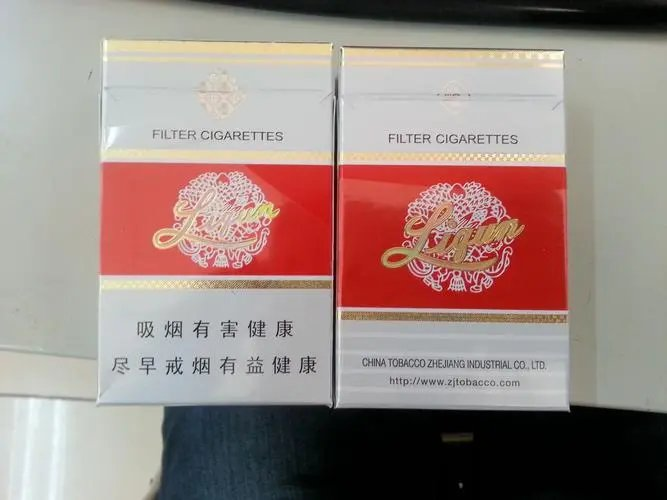 FILTER CIGARETTES
Liqun
吸烟有害健康
尽早戒烟有益健康
FILTER CIGARETTES
Liqun
CHINA TOBACCO ZHEJIANG INDUSTRIAL CO., LTD.
http://www.zjtobacco.com